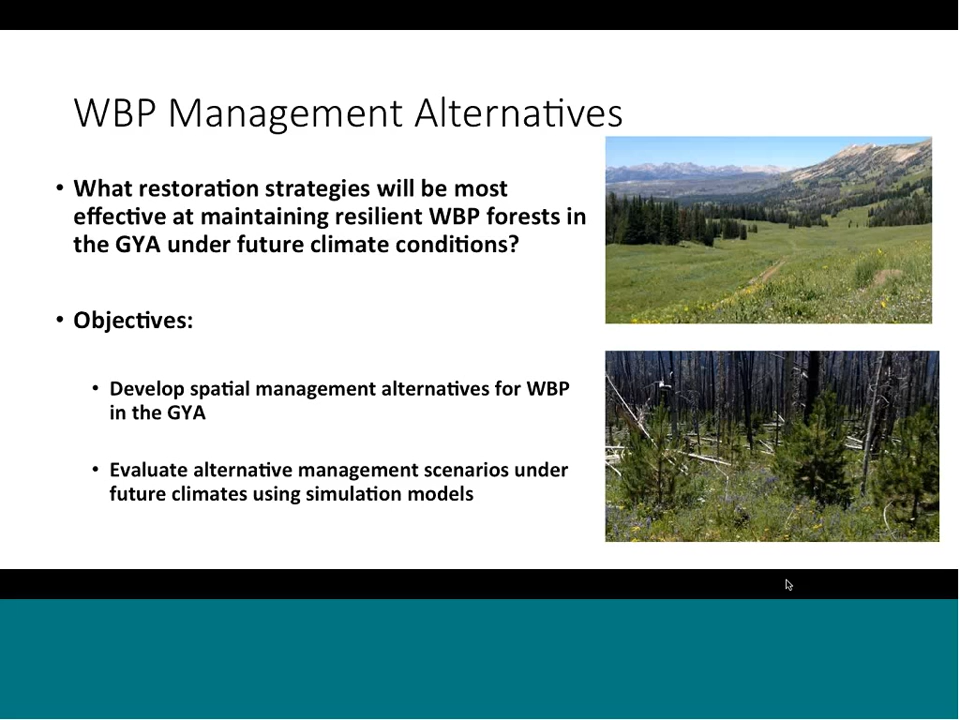 WBP Management Alternatives
• What restoration strategies will be most
effective at maintaining resilient WBP forests in
the GYA under future climate conditions?
• Objectives:
• Develop spatial management alternatives for WBP
in the GYA
• Evaluate alternative management scenarios under
future climates using simulation models